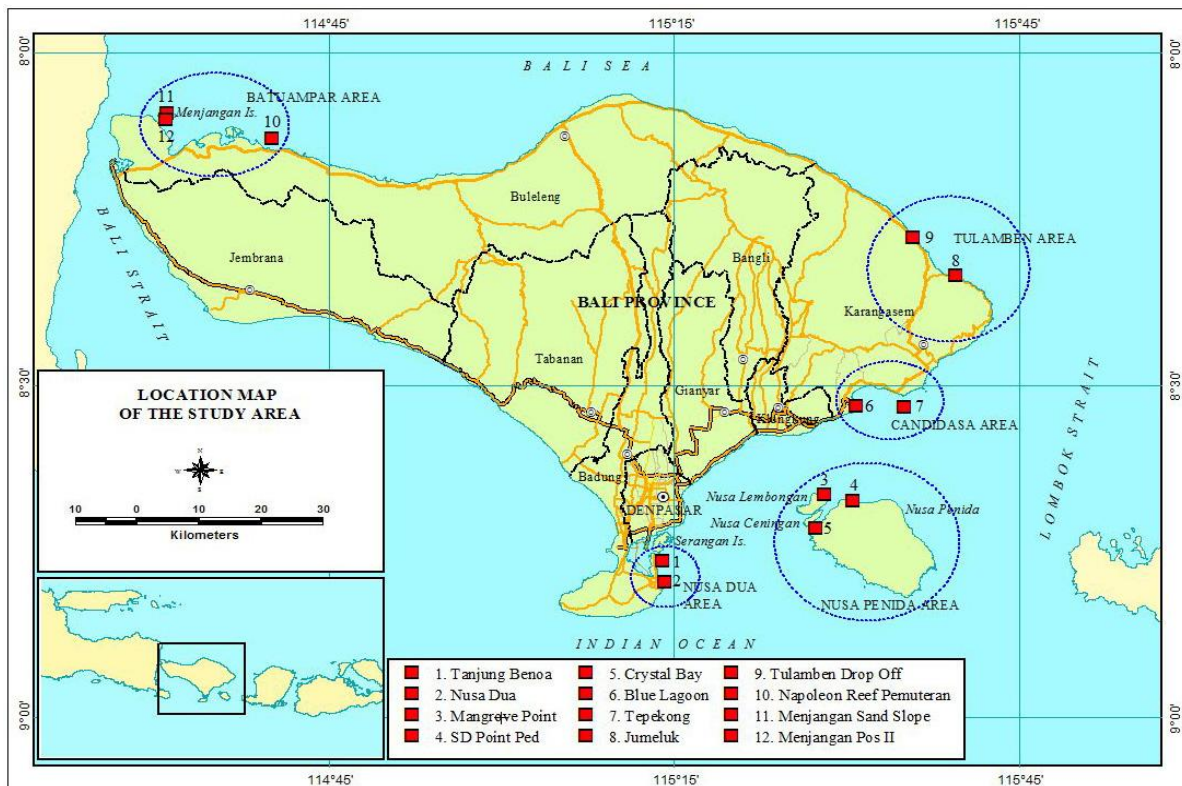 114°45'
115°15'
115°45'
8°00'
8°00'
BALI SEA
11
BATUAMPAR AREA
Menjangan Is.
10
12
Buleleng
BALI STRAIT
Jembrana
Bangli
9
TULAMBEN AREA
8
BALI PROVINCE
Karangasem
Tabanan
Gianyar
8°30'
8°30'
LOCATION MAP
OF THE STUDY AREA
N
W
E
S
10 0 10 20 30
Kilometers
Klungkung
6
7
CANDIDASA AREA
LOMBOK STRAIT
Badung
3
4
Nusa Lembongan
Nusa Penida
DENPASAR
Nusa Ceningan
5
Serangan Is.
1
2
NUSA DUA
AREA
NUSA PENIDA AREA
INDIAN OCEAN
1. Tanjung Benoa
2. Nusa Dua
3. Mangrove Point
4. SD Point Ped
5. Crystal Bay
6. Blue Lagoon
7. Tepekong
8. Jumeluk
9. Tulamben Drop Off
10. Napoleon Reef Pemuteran
11. Menjangan Sand Slope
12. Menjangan Pos II
9°00'
9°00'
114°45'
115°15'
115°45'